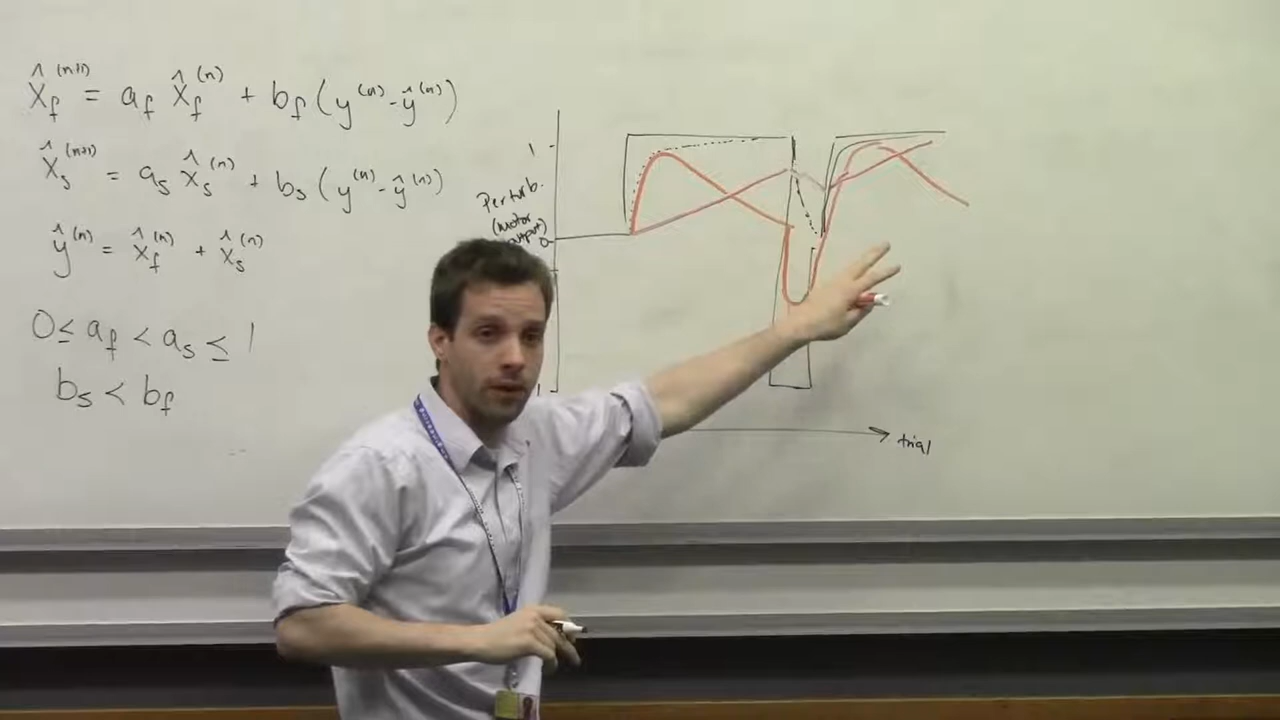 x̂_f^(n+1) = a_f x̂_f^(n) + b_f (y^(n) - ŷ^(n))
x̂_s^(n+1) = a_s x̂_s^(n) + b_s (y^(n) - ŷ^(n))
ŷ^(n) = x̂_f^(n) + x̂_s^(n)
0 ≤ a_f < a_s ≤ 1
b_s < b_f
1
Perturb.
(motor
output)
0
1
trial